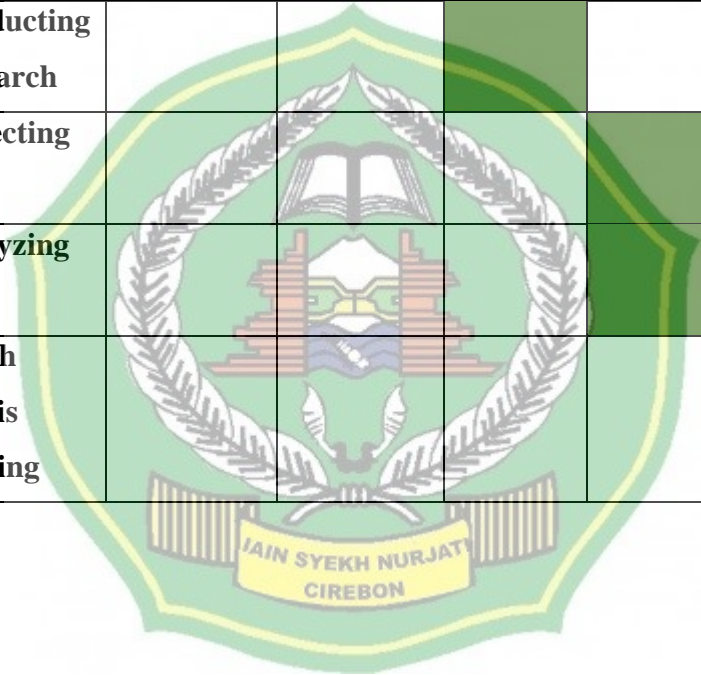 ducting
arch
ecting
yzing
h
is
ing
IAIN SYEKH NURJATI
CIREBON